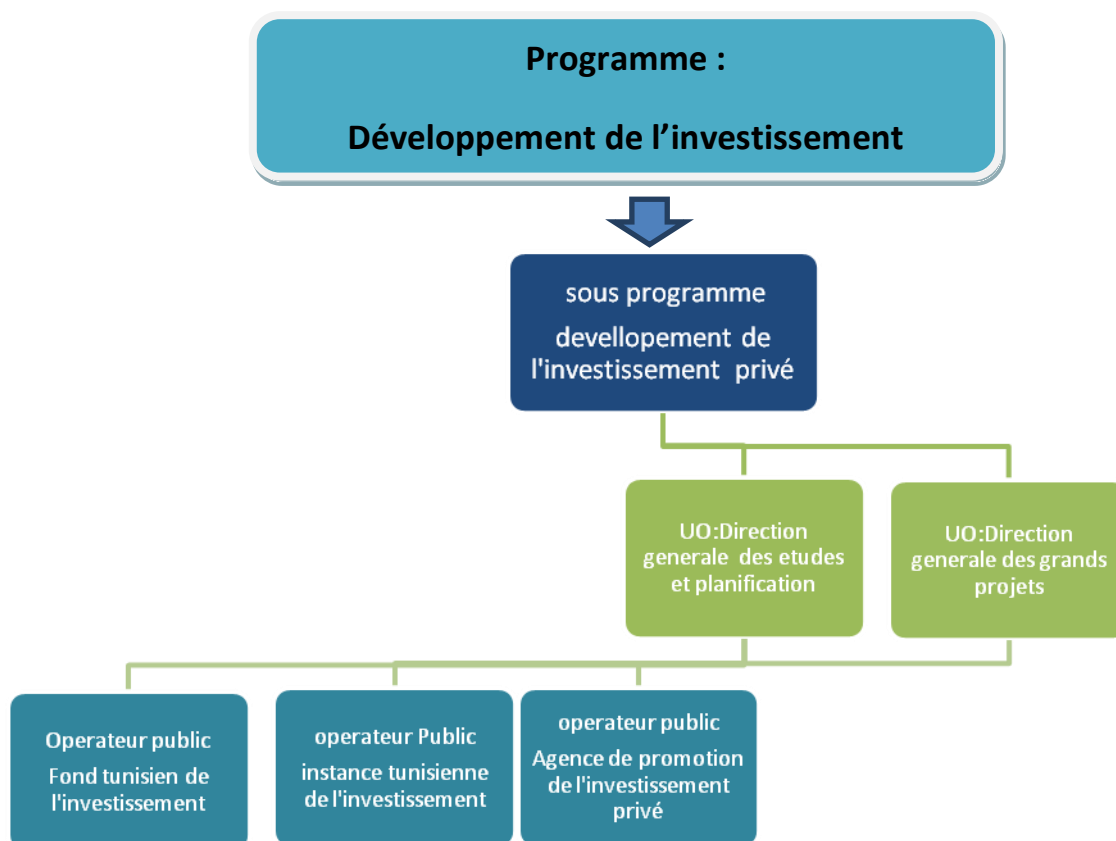 Programme :
Développement de l’investissement
sous programme
devellopement de
l'investissement privé
UO:Direction
generale des etudes
et planification
UO:Direction
generale des grands
projets
Operateur public
Fond tunisien de
l'investissement
operateur Public
instance tunisienne
de l'investissement
operateur public
Agence de promotion
de l'investissement
privé